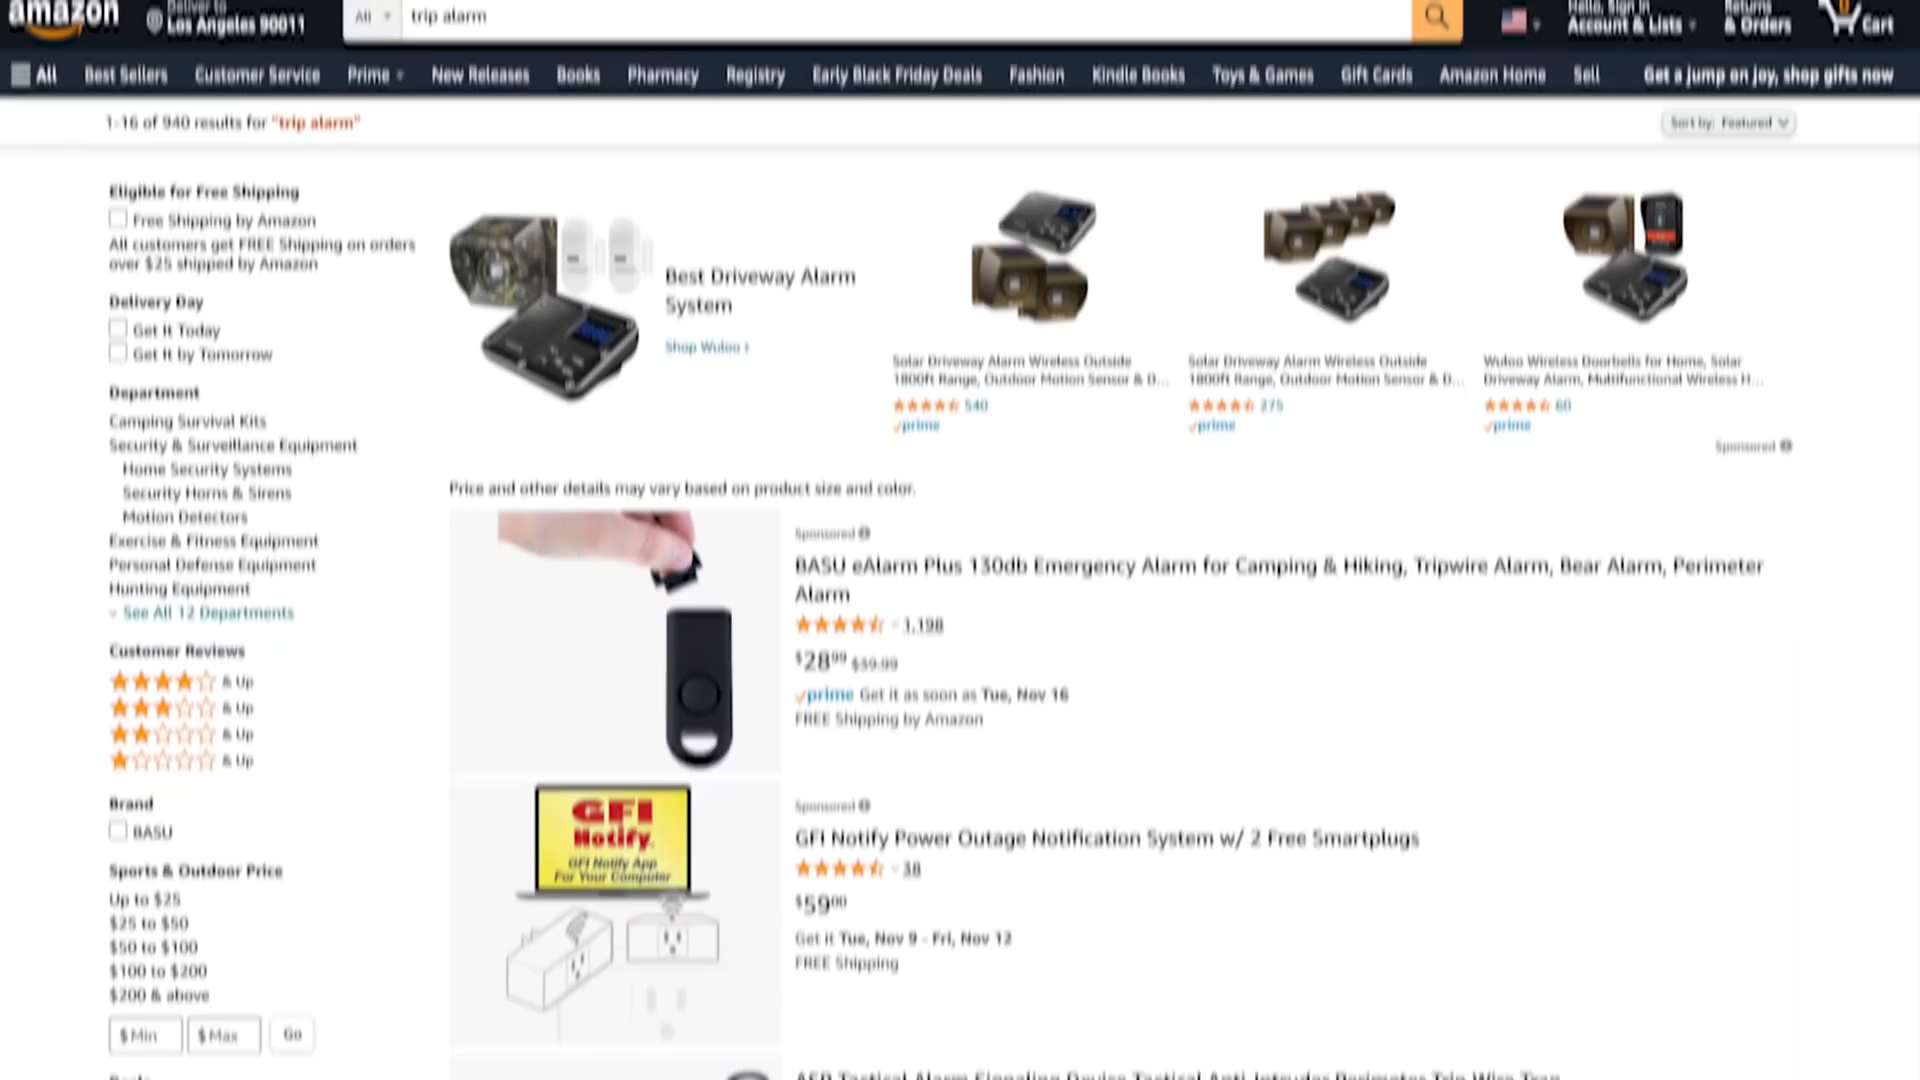 amazon
Deliver to
Los Angeles 90011
All
trip alarm
Hello, Sign in
Account & Lists
Returns
& Orders
0
Cart
All
Best Sellers
Customer Service
Prime
New Releases
Books
Pharmacy
Registry
Early Black Friday Deals
Fashion
Kindle Books
Toys & Games
Gift Cards
Amazon Home
Sell
Get a jump on joy, shop gifts now
1-16 of 940 results for "trip alarm"
Sort by: Featured
Eligible for Free Shipping
Free Shipping by Amazon
All customers get FREE Shipping on orders
over $25 shipped by Amazon
Delivery Day
Get It Today
Get It by Tomorrow
Department
Camping Survival Kits
Security & Surveillance Equipment
Home Security Systems
Security Horns & Sirens
Motion Detectors
Exercise & Fitness Equipment
Personal Defense Equipment
Hunting Equipment
See All 12 Departments
Customer Reviews
& Up
& Up
& Up
& Up
Brand
BASU
Sports & Outdoor Price
Up to $25
$25 to $50
$50 to $100
$100 to $200
$200 & above
$ Min
$ Max
Go
Best Driveway Alarm
System
Shop Wuloo ›
Solar Driveway Alarm Wireless Outside
1800ft Range, Outdoor Motion Sensor & D...
540
prime
Solar Driveway Alarm Wireless Outside
1800ft Range, Outdoor Motion Sensor & D...
275
prime
Wuloo Wireless Doorbells for Home, Solar
Driveway Alarm, Multifunctional Wireless H...
60
prime
Sponsored
Price and other details may vary based on product size and color.
Sponsored
BASU eAlarm Plus 130db Emergency Alarm for Camping & Hiking, Tripwire Alarm, Bear Alarm, Perimeter
Alarm
1,198
$28.99 $39.99
prime Get it as soon as Tue, Nov 16
FREE Shipping by Amazon
GFI
Notify
GFI Notify App
For Your Computer
Sponsored
GFI Notify Power Outage Notification System w/ 2 Free Smartplugs
38
$59.00
Get it Tue, Nov 9 - Fri, Nov 12
FREE Shipping